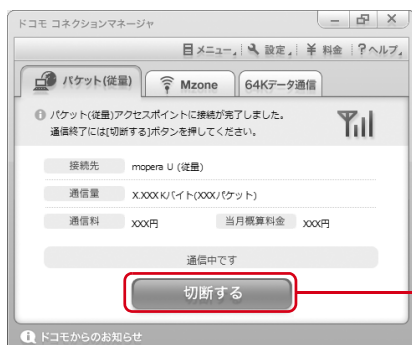 ドコモ コネクションマネージャ
メニュー 設定 ¥ 料金 ? ヘルプ
パケット(従量) Mzone 64Kデータ通信
パケット(従量)アクセスポイントに接続が完了しました。
通信終了には[切断する]ボタンを押してください。
接続先 mopera U (従量)
通信量 X.XXX Kバイト(XXXパケット)
通信料 XXX円 当月概算料金 XXX円
通信中です
切断する
ドコモからのお知らせ